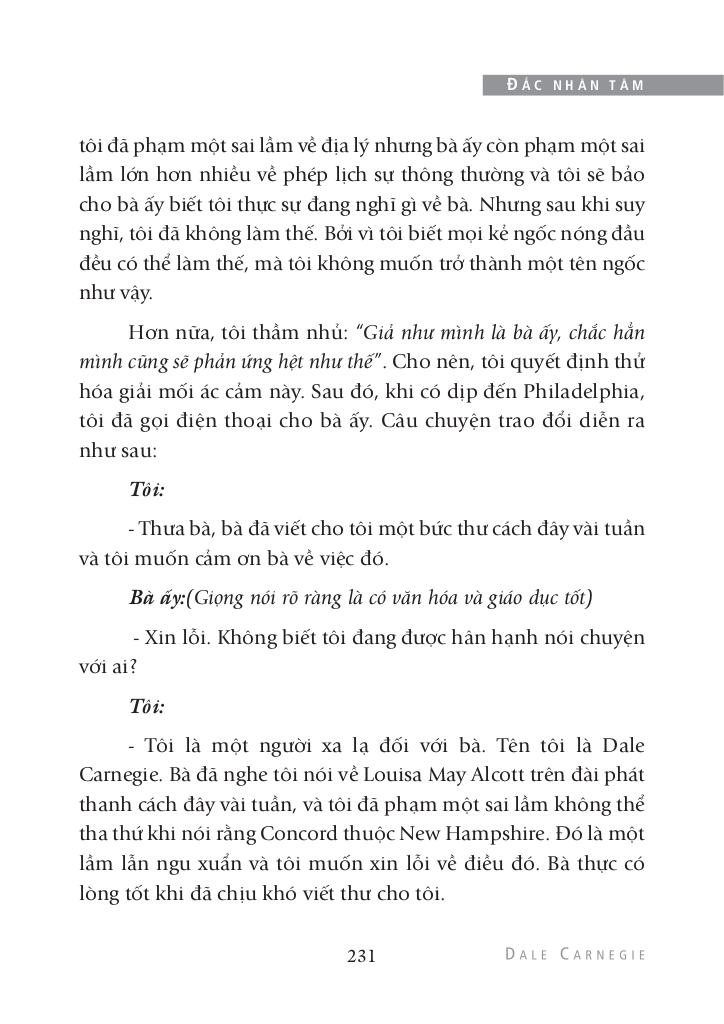 ĐẮC NHÂN TÂM
tôi đã phạm một sai lầm về địa lý nhưng bà ấy còn phạm một sai
lầm lớn hơn nhiều về phép lịch sự thông thường và tôi sẽ bảo
cho bà ấy biết tôi thực sự đang nghĩ gì về bà. Nhưng sau khi suy
nghĩ, tôi đã không làm thế. Bởi vì tôi biết mọi kẻ ngốc nóng đầu
đều có thể làm thế, mà tôi không muốn trở thành một tên ngốc
như vậy.
Hơn nữa, tôi thầm nhủ: “Giả như mình là bà ấy, chắc hẳn
mình cũng sẽ phản ứng hệt như thế”. Cho nên, tôi quyết định thử
hóa giải mối ác cảm này. Sau đó, khi có dịp đến Philadelphia,
tôi đã gọi điện thoại cho bà ấy. Câu chuyện trao đổi diễn ra
như sau:
Tôi:
- Thưa bà, bà đã viết cho tôi một bức thư cách đây vài tuần
và tôi muốn cảm ơn bà về việc đó.
Bà ấy:(Giọng nói rõ ràng là có văn hóa và giáo dục tốt)
- Xin lỗi. Không biết tôi đang được hân hạnh nói chuyện
với ai?
Tôi:
- Tôi là một người xa lạ đối với bà. Tên tôi là Dale
Carnegie. Bà đã nghe tôi nói về Louisa May Alcott trên đài phát
thanh cách đây vài tuần, và tôi đã phạm một sai lầm không thể
tha thứ khi nói rằng Concord thuộc New Hampshire. Đó là một
lầm lẫn ngu xuẩn và tôi muốn xin lỗi về điều đó. Bà thực có
lòng tốt khi đã chịu khó viết thư cho tôi.
231
DALE CARNEGIE